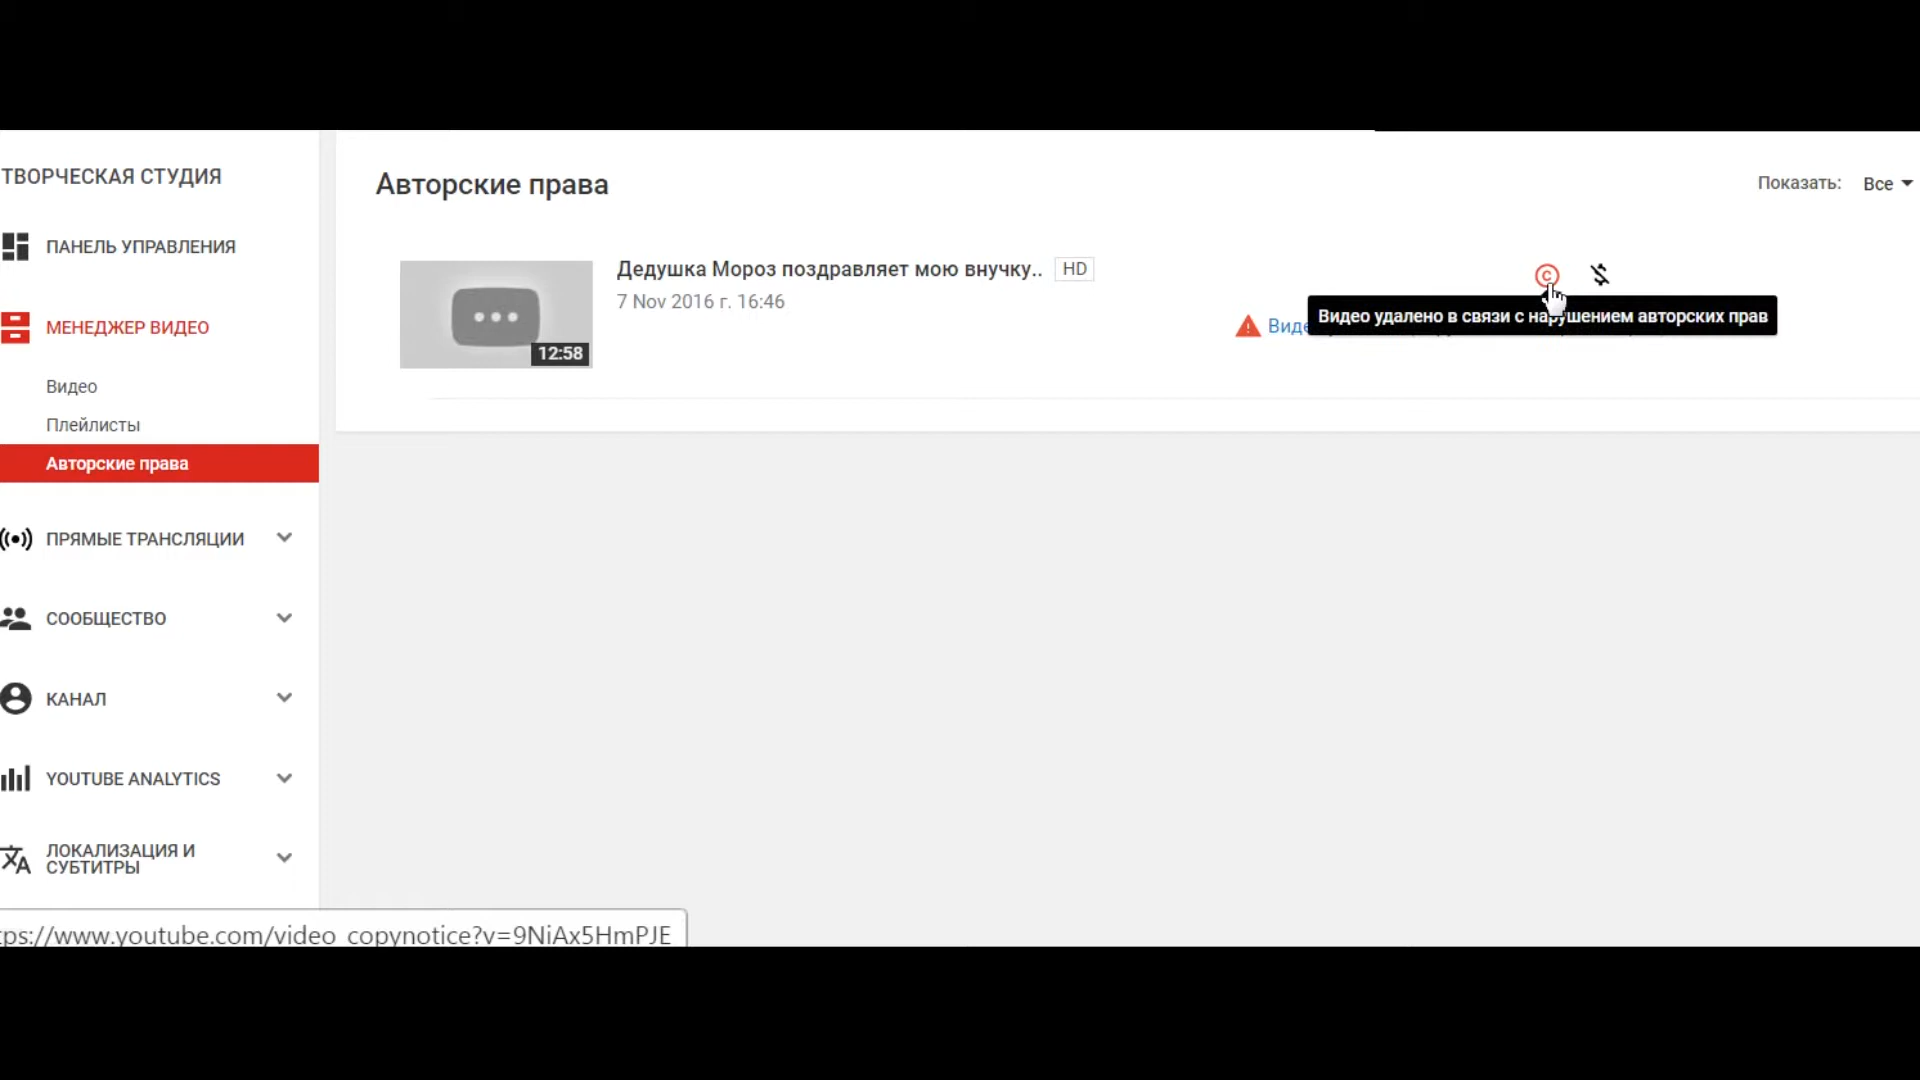 ТВОРЧЕСКАЯ СТУДИЯ
ПАНЕЛЬ УПРАВЛЕНИЯ
МЕНЕДЖЕР ВИДЕО
Видео
Плейлисты
Авторские права
ПРЯМЫЕ ТРАНСЛЯЦИИ
СООБЩЕСТВО
КАНАЛ
YOUTUBE ANALYTICS
ЛОКАЛИЗАЦИЯ И
СУБТИТРЫ
Авторские права
Показать: Все
Дедушка Мороз поздравляет мою внучку.. HD
7 Nov 2016 г. 16:46
12:58
Видео удалено в связи с нарушением авторских прав
tps://www.youtube.com/video_copynotice?v=9NiAx5HmPJE